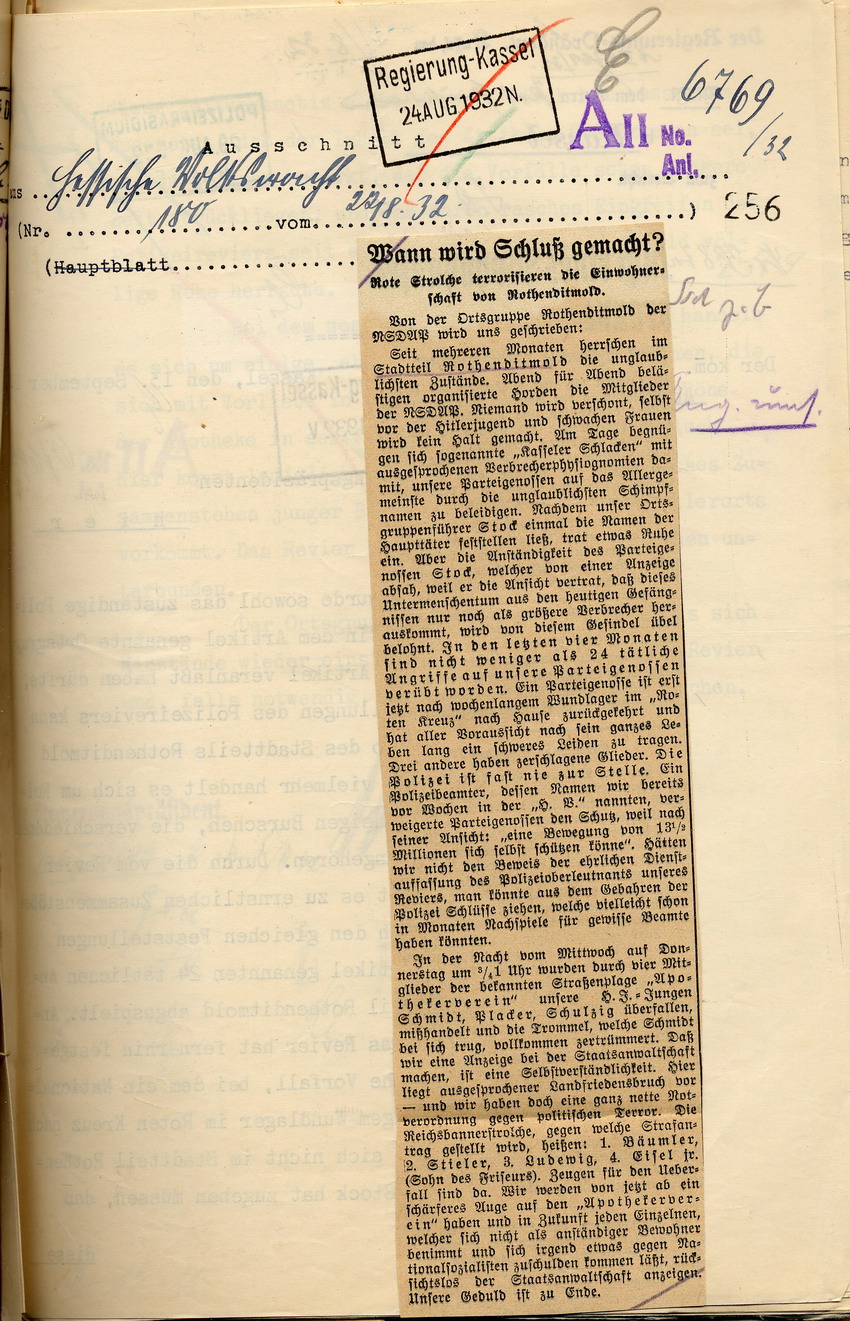 Regierung-Kassel
24.AUG.1932 N.
6769
/32
A II No.
Anl.
Ausschnitt
Hessische Volkswacht
(Nr. 180 vom 22/8.32 ) 256
(Hauptblatt
Wann wird Schluß gemacht?
Rote Strolche terrorisieren die Einwohner-
schaft von Rothenditmold.
Von der Ortsgruppe Rothenditmold der
NSDAP wird uns geschrieben:
Seit mehreren Monaten herrschen im
Stadtteil Rothenditmold die unglaub-
lichsten Zustände. Abend für Abend belä-
stigen organisierte Horden die Mitglieder
der NSDAP. Niemand wird verschont, selbst
vor der Hitlerjugend und schwachen Frauen
wird kein Halt gemacht. Am Tage begnü-
gen sich sogenannte „Kasseler Schlacken“ mit
ausgesprochenen Verbrecherphysiognomien da-
mit, unsere Parteigenossen auf das Allerge-
meinste durch die unglaublichsten Schimpf-
namen zu beleidigen. Nachdem unser Orts-
gruppenführer Stock einmal die Namen der
Haupttäter feststellen ließ, trat etwas Ruhe
ein. Aber die Anständigkeit des Parteige-
nossen Stock, welcher von einer Anzeige
absah, weil er die Ansicht vertrat, daß dieses
Untermenschentum aus den heutigen Gefäng-
nissen nur noch als größere Verbrecher her-
auskommt, wird von diesem Gesindel übel
belohnt. In den letzten vier Monaten
sind nicht weniger als 24 tätliche
Angriffe auf unsere Parteigenossen
verübt worden. Ein Parteigenosse ist erst
jetzt nach wochenlangem Wundlager im „Ro-
ten Kreuz“ nach Hause zurückgekehrt und
hat aller Voraussicht nach sein ganzes Le-
ben lang ein schweres Leiden zu tragen.
Drei andere haben zerschlagene Glieder. Die
Polizei ist fast nie zur Stelle. Ein
Polizeibeamter, dessen Namen wir bereits
vor Wochen in der „H. V.“ nannten, ver-
weigerte Parteigenossen den Schutz, weil nach
seiner Ansicht: „eine Bewegung von 13½
Millionen sich selbst schützen könne“. Hätten
wir nicht den Beweis der ehrlichen Dienst-
auffassung des Polizeioberleutnants unseres
Reviers, man könnte aus dem Gebahren der
Polizei Schlüsse ziehen, welche vielleicht schon
in Monaten Nachspiele für gewisse Beamte
haben könnten.
In der Nacht vom Mittwoch auf Don-
nerstag um ¾1 Uhr wurden durch vier Mit-
glieder der bekannten Straßenplage „Apo-
thekerverein“ unsere H.J.-Jungen
Schmidt, Placker, Schulzig überfallen,
mißhandelt und die Trommel, welche Schmidt
bei sich trug, vollkommen zertrümmert. Daß
wir eine Anzeige bei der Staatsanwaltschaft
machen, ist eine Selbstverständlichkeit. Hier
liegt ausgesprochener Landfriedensbruch vor
— und wir haben doch eine ganz nette Not-
verordnung gegen politischen Terror. Die
Reichsbannerstrolche, gegen welche Strafan-
trag gestellt wird, heißen: 1. Bäumler,
2. Stieler, 3. Ludewig, 4. Eisel jr.
(Sohn des Friseurs). Zeugen für den Ueber-
fall sind da. Wir werden von jetzt ab ein
schärferes Auge auf den „Apothekerver-
ein“ haben und in Zukunft jeden Einzelnen,
welcher sich nicht als anständiger Bewohner
benimmt und sich irgend etwas gegen Na-
tionalsozialisten zuschulden kommen läßt, rück-
sichtslos der Staatsanwaltschaft anzeigen.
Unsere Geduld ist zu Ende.